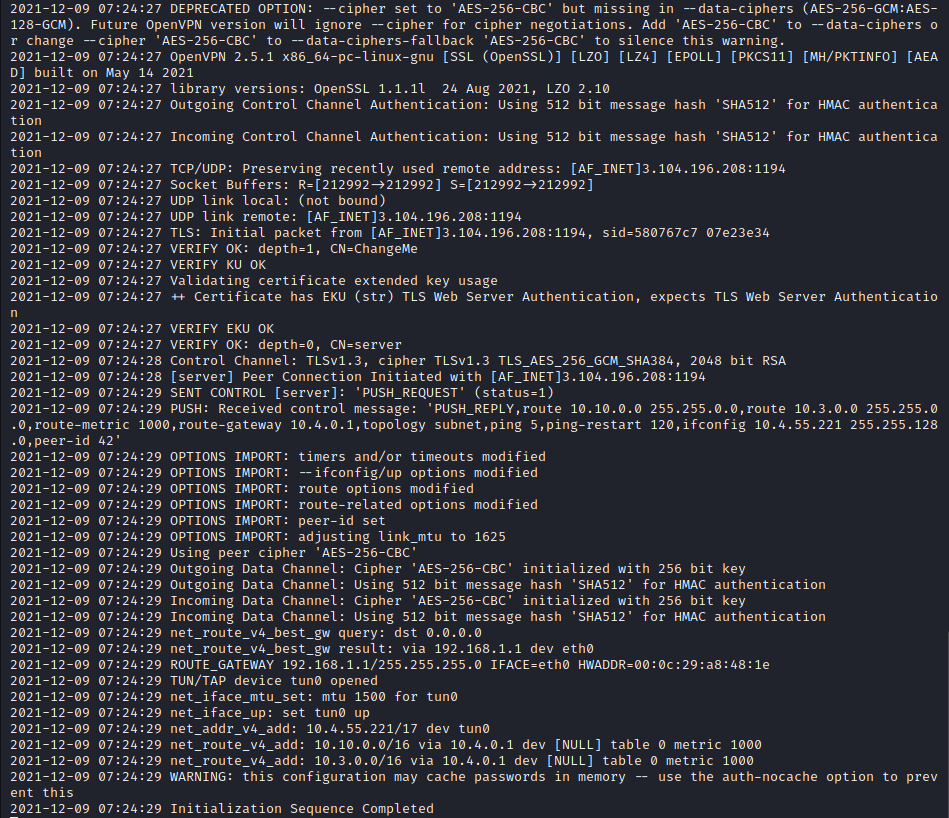 2021-12-09 07:24:27 DEPRECATED OPTION: --cipher set to 'AES-256-CBC' but missing in --data-ciphers (AES-256-GCM:AES-
128-GCM). Future OpenVPN version will ignore --cipher for cipher negotiations. Add 'AES-256-CBC' to --data-ciphers o
r change --cipher 'AES-256-CBC' to --data-ciphers-fallback 'AES-256-CBC' to silence this warning.
2021-12-09 07:24:27 OpenVPN 2.5.1 x86_64-pc-linux-gnu [SSL (OpenSSL)] [LZO] [LZ4] [EPOLL] [PKCS11] [MH/PKTINFO] [AEA
D] built on May 14 2021
2021-12-09 07:24:27 library versions: OpenSSL 1.1.1l  24 Aug 2021, LZO 2.10
2021-12-09 07:24:27 Outgoing Control Channel Authentication: Using 512 bit message hash 'SHA512' for HMAC authentica
tion
2021-12-09 07:24:27 Incoming Control Channel Authentication: Using 512 bit message hash 'SHA512' for HMAC authentica
tion
2021-12-09 07:24:27 TCP/UDP: Preserving recently used remote address: [AF_INET]3.104.196.208:1194
2021-12-09 07:24:27 Socket Buffers: R=[212992->212992] S=[212992->212992]
2021-12-09 07:24:27 UDP link local: (not bound)
2021-12-09 07:24:27 UDP link remote: [AF_INET]3.104.196.208:1194
2021-12-09 07:24:27 TLS: Initial packet from [AF_INET]3.104.196.208:1194, sid=580767c7 07e23e34
2021-12-09 07:24:27 VERIFY OK: depth=1, CN=ChangeMe
2021-12-09 07:24:27 VERIFY KU OK
2021-12-09 07:24:27 Validating certificate extended key usage
2021-12-09 07:24:27 ++ Certificate has EKU (str) TLS Web Server Authentication, expects TLS Web Server Authenticatio
n
2021-12-09 07:24:27 VERIFY EKU OK
2021-12-09 07:24:27 VERIFY OK: depth=0, CN=server
2021-12-09 07:24:28 Control Channel: TLSv1.3, cipher TLSv1.3 TLS_AES_256_GCM_SHA384, 2048 bit RSA
2021-12-09 07:24:28 [server] Peer Connection Initiated with [AF_INET]3.104.196.208:1194
2021-12-09 07:24:29 SENT CONTROL [server]: 'PUSH_REQUEST' (status=1)
2021-12-09 07:24:29 PUSH: Received control message: 'PUSH_REPLY,route 10.10.0.0 255.255.0.0,route 10.3.0.0 255.255.0
.0,route-metric 1000,route-gateway 10.4.0.1,topology subnet,ping 5,ping-restart 120,ifconfig 10.4.55.221 255.255.128
.0,peer-id 42'
2021-12-09 07:24:29 OPTIONS IMPORT: timers and/or timeouts modified
2021-12-09 07:24:29 OPTIONS IMPORT: --ifconfig/up options modified
2021-12-09 07:24:29 OPTIONS IMPORT: route options modified
2021-12-09 07:24:29 OPTIONS IMPORT: route-related options modified
2021-12-09 07:24:29 OPTIONS IMPORT: peer-id set
2021-12-09 07:24:29 OPTIONS IMPORT: adjusting link_mtu to 1625
2021-12-09 07:24:29 Using peer cipher 'AES-256-CBC'
2021-12-09 07:24:29 Outgoing Data Channel: Cipher 'AES-256-CBC' initialized with 256 bit key
2021-12-09 07:24:29 Outgoing Data Channel: Using 512 bit message hash 'SHA512' for HMAC authentication
2021-12-09 07:24:29 Incoming Data Channel: Cipher 'AES-256-CBC' initialized with 256 bit key
2021-12-09 07:24:29 Incoming Data Channel: Using 512 bit message hash 'SHA512' for HMAC authentication
2021-12-09 07:24:29 net_route_v4_best_gw query: dst 0.0.0.0
2021-12-09 07:24:29 net_route_v4_best_gw result: via 192.168.1.1 dev eth0
2021-12-09 07:24:29 ROUTE_GATEWAY 192.168.1.1/255.255.255.0 IFACE=eth0 HWADDR=00:0c:29:a8:48:1e
2021-12-09 07:24:29 TUN/TAP device tun0 opened
2021-12-09 07:24:29 net_iface_mtu_set: mtu 1500 for tun0
2021-12-09 07:24:29 net_iface_up: set tun0 up
2021-12-09 07:24:29 net_addr_v4_add: 10.4.55.221/17 dev tun0
2021-12-09 07:24:29 net_route_v4_add: 10.10.0.0/16 via 10.4.0.1 dev [NULL] table 0 metric 1000
2021-12-09 07:24:29 net_route_v4_add: 10.3.0.0/16 via 10.4.0.1 dev [NULL] table 0 metric 1000
2021-12-09 07:24:29 WARNING: this configuration may cache passwords in memory -- use the auth-nocache option to prev
ent this
2021-12-09 07:24:29 Initialization Sequence Completed